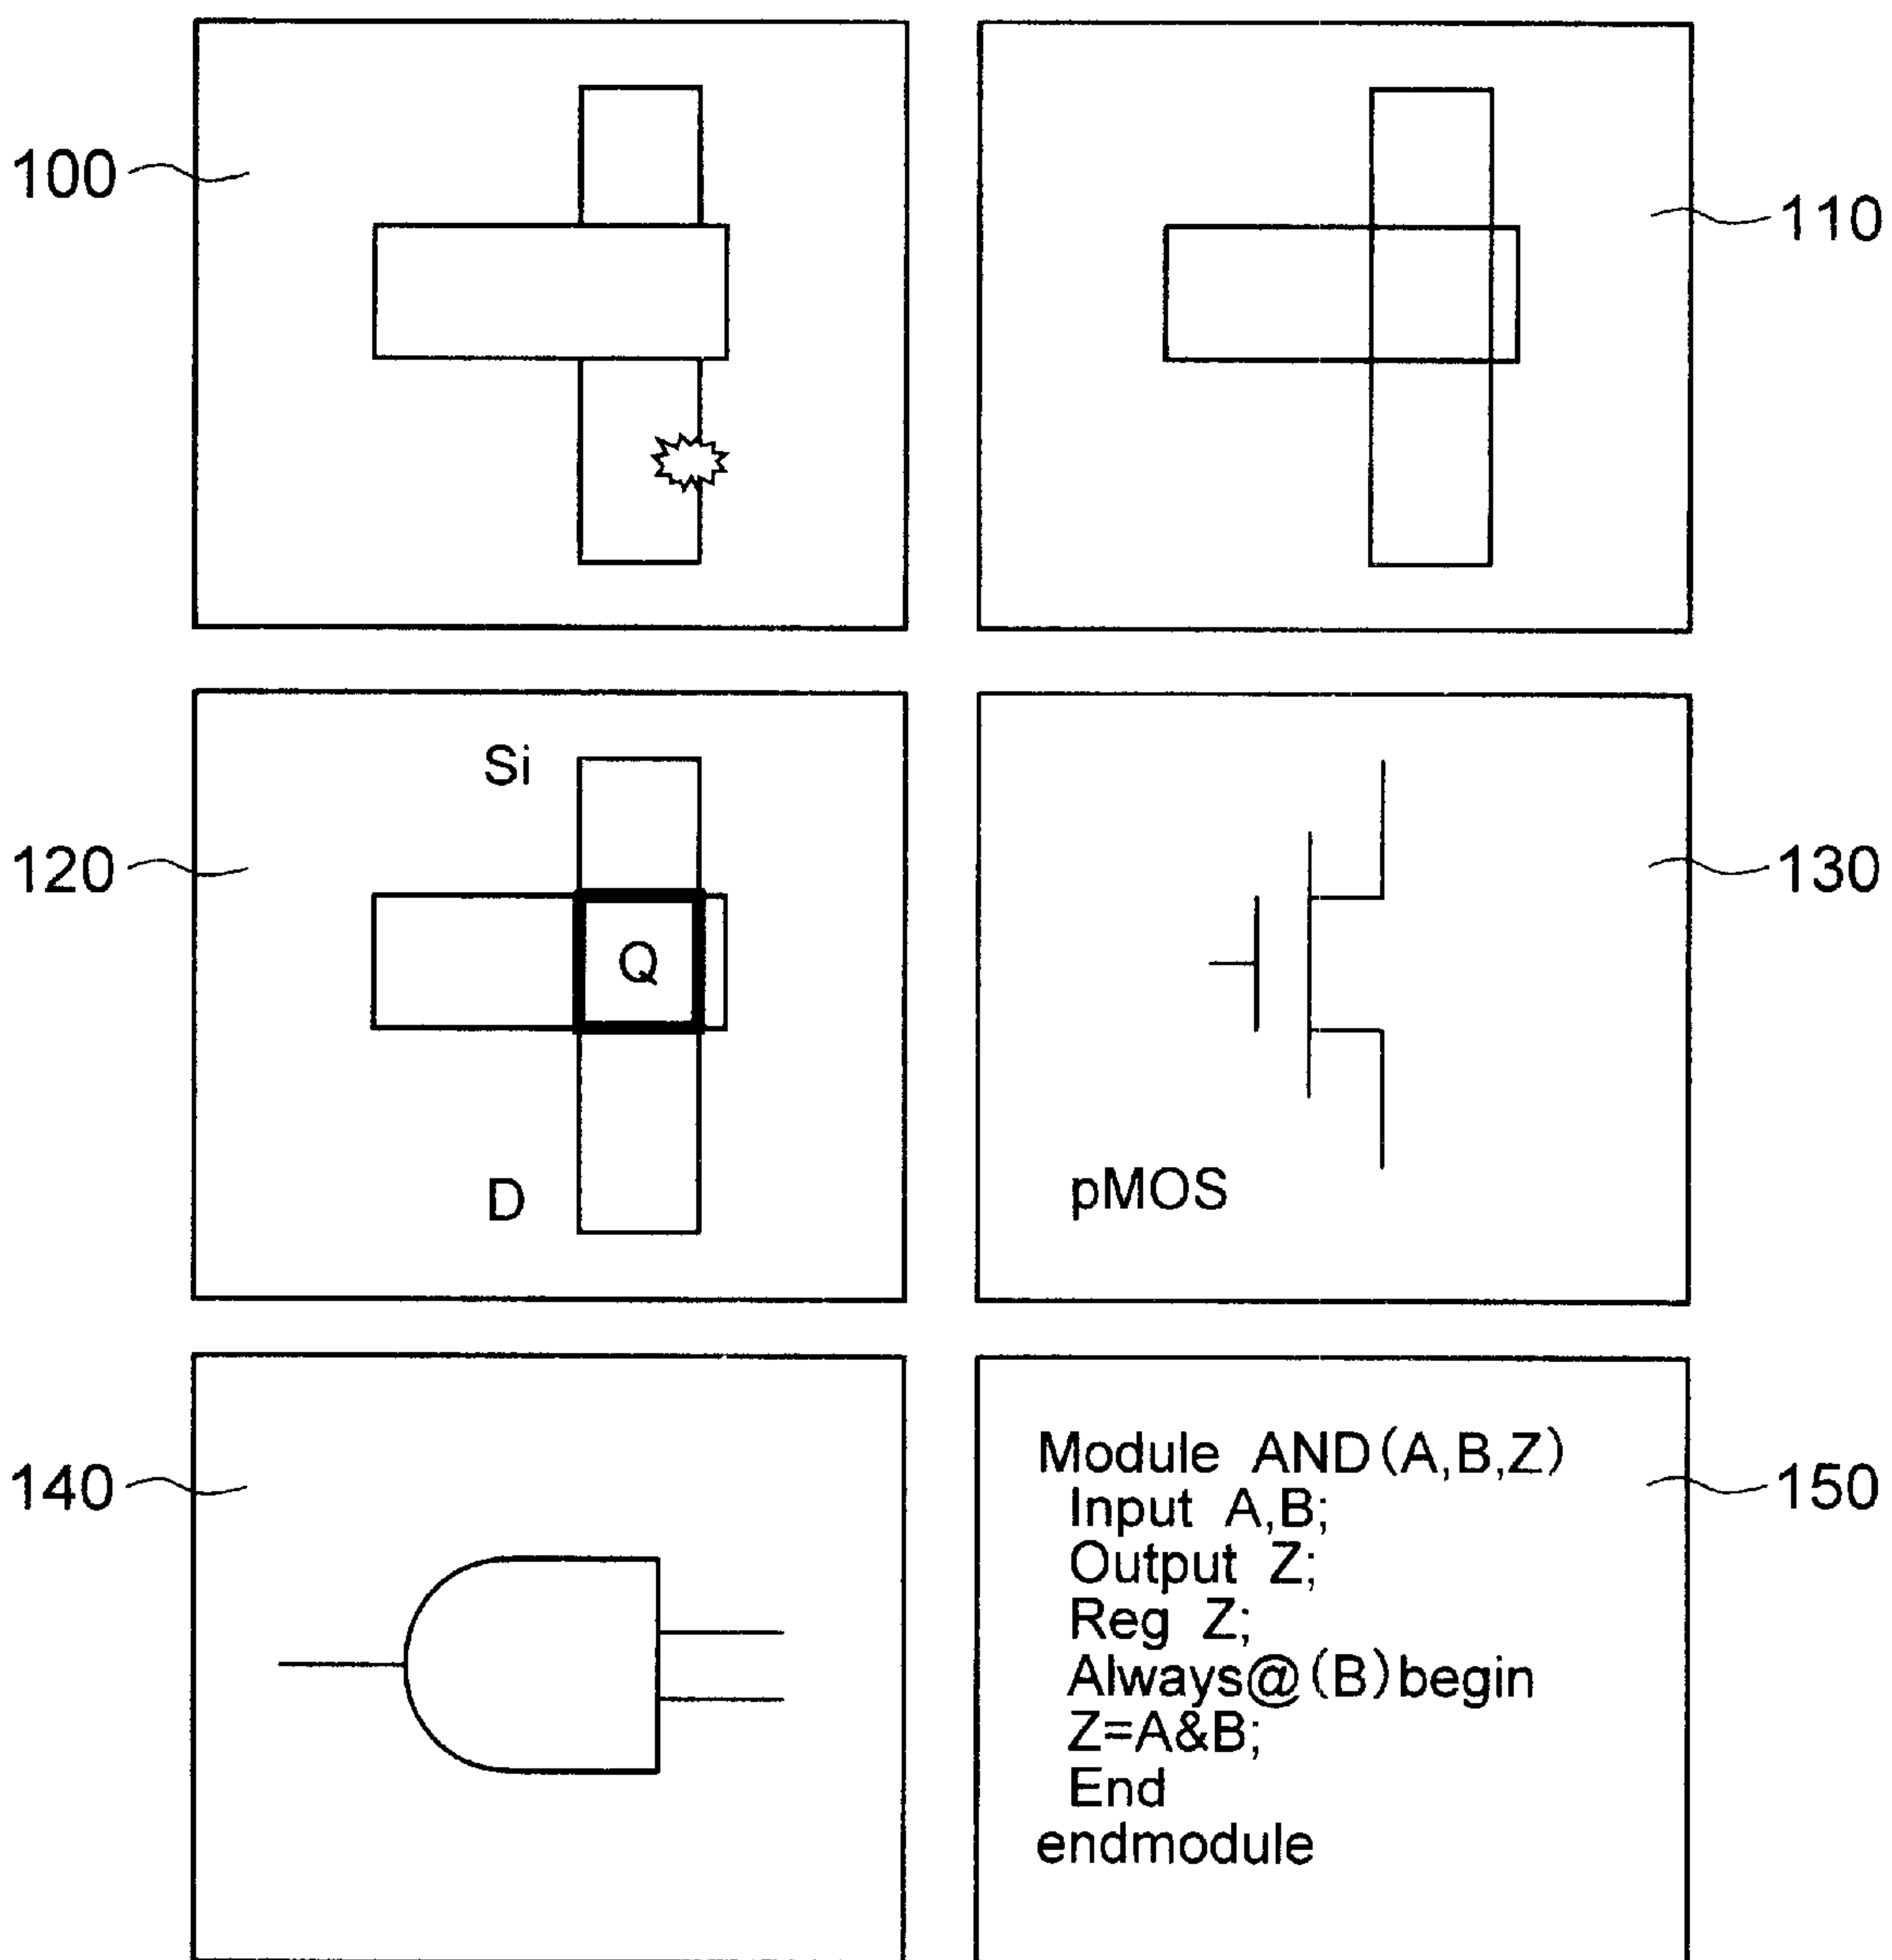 100
110
Si
120
Q
130
D
pMOS
140
150
Module AND(A,B,Z)
Input A,B;
Output Z;
Reg Z;
Always@(B)begin
Z=A&B;
End
endmodule